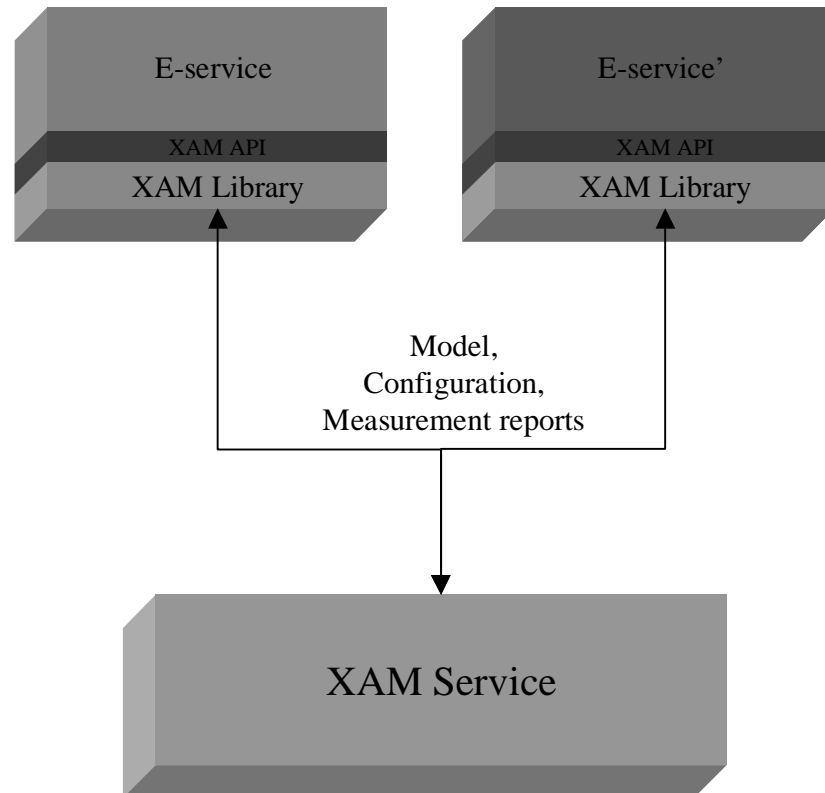 E-service
XAM API
XAM Library
E-service’
XAM API
XAM Library
Model,
Configuration,
Measurement reports
XAM Service